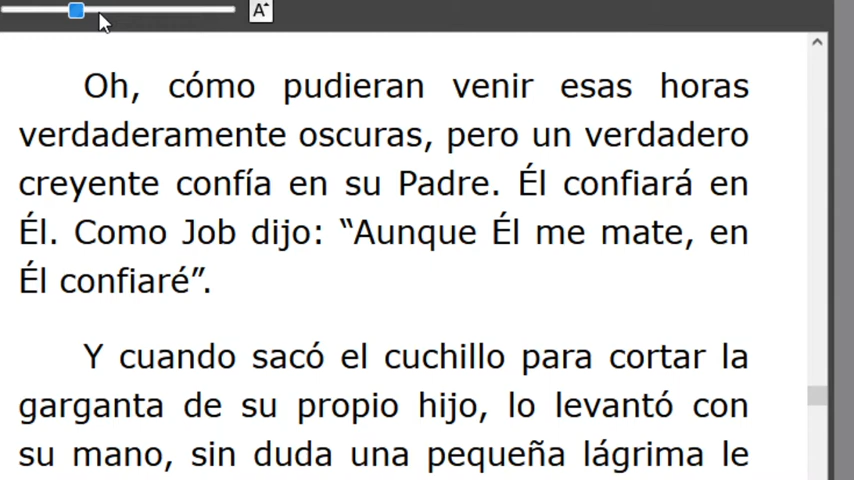 A
Oh, cómo pudieran venir esas horas
verdaderamente oscuras, pero un verdadero
creyente confía en su Padre. Él confiará en
Él. Como Job dijo: “Aunque Él me mate, en
Él confiaré”.
Y cuando sacó el cuchillo para cortar la
garganta de su propio hijo, lo levantó con
su mano, sin duda una pequeña lágrima le